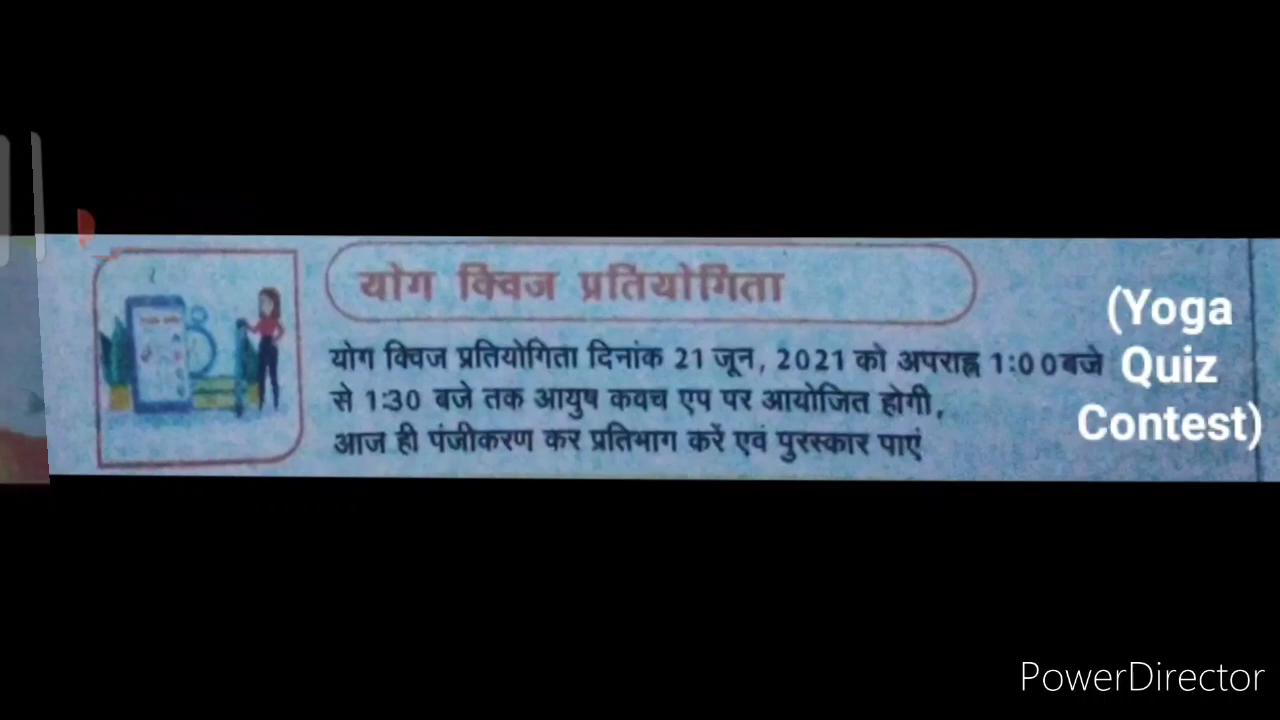 योग क्विज प्रतियोगिता
योग क्विज प्रतियोगिता दिनांक 21 जून, 2021 को अपराह्न 1:00 बजे
से 1:30 बजे तक आयुष कवच एप पर आयोजित होगी,
आज ही पंजीकरण कर प्रतिभाग करें एवं पुरस्कार पाएं
(Yoga
Quiz
Contest)
PowerDirector